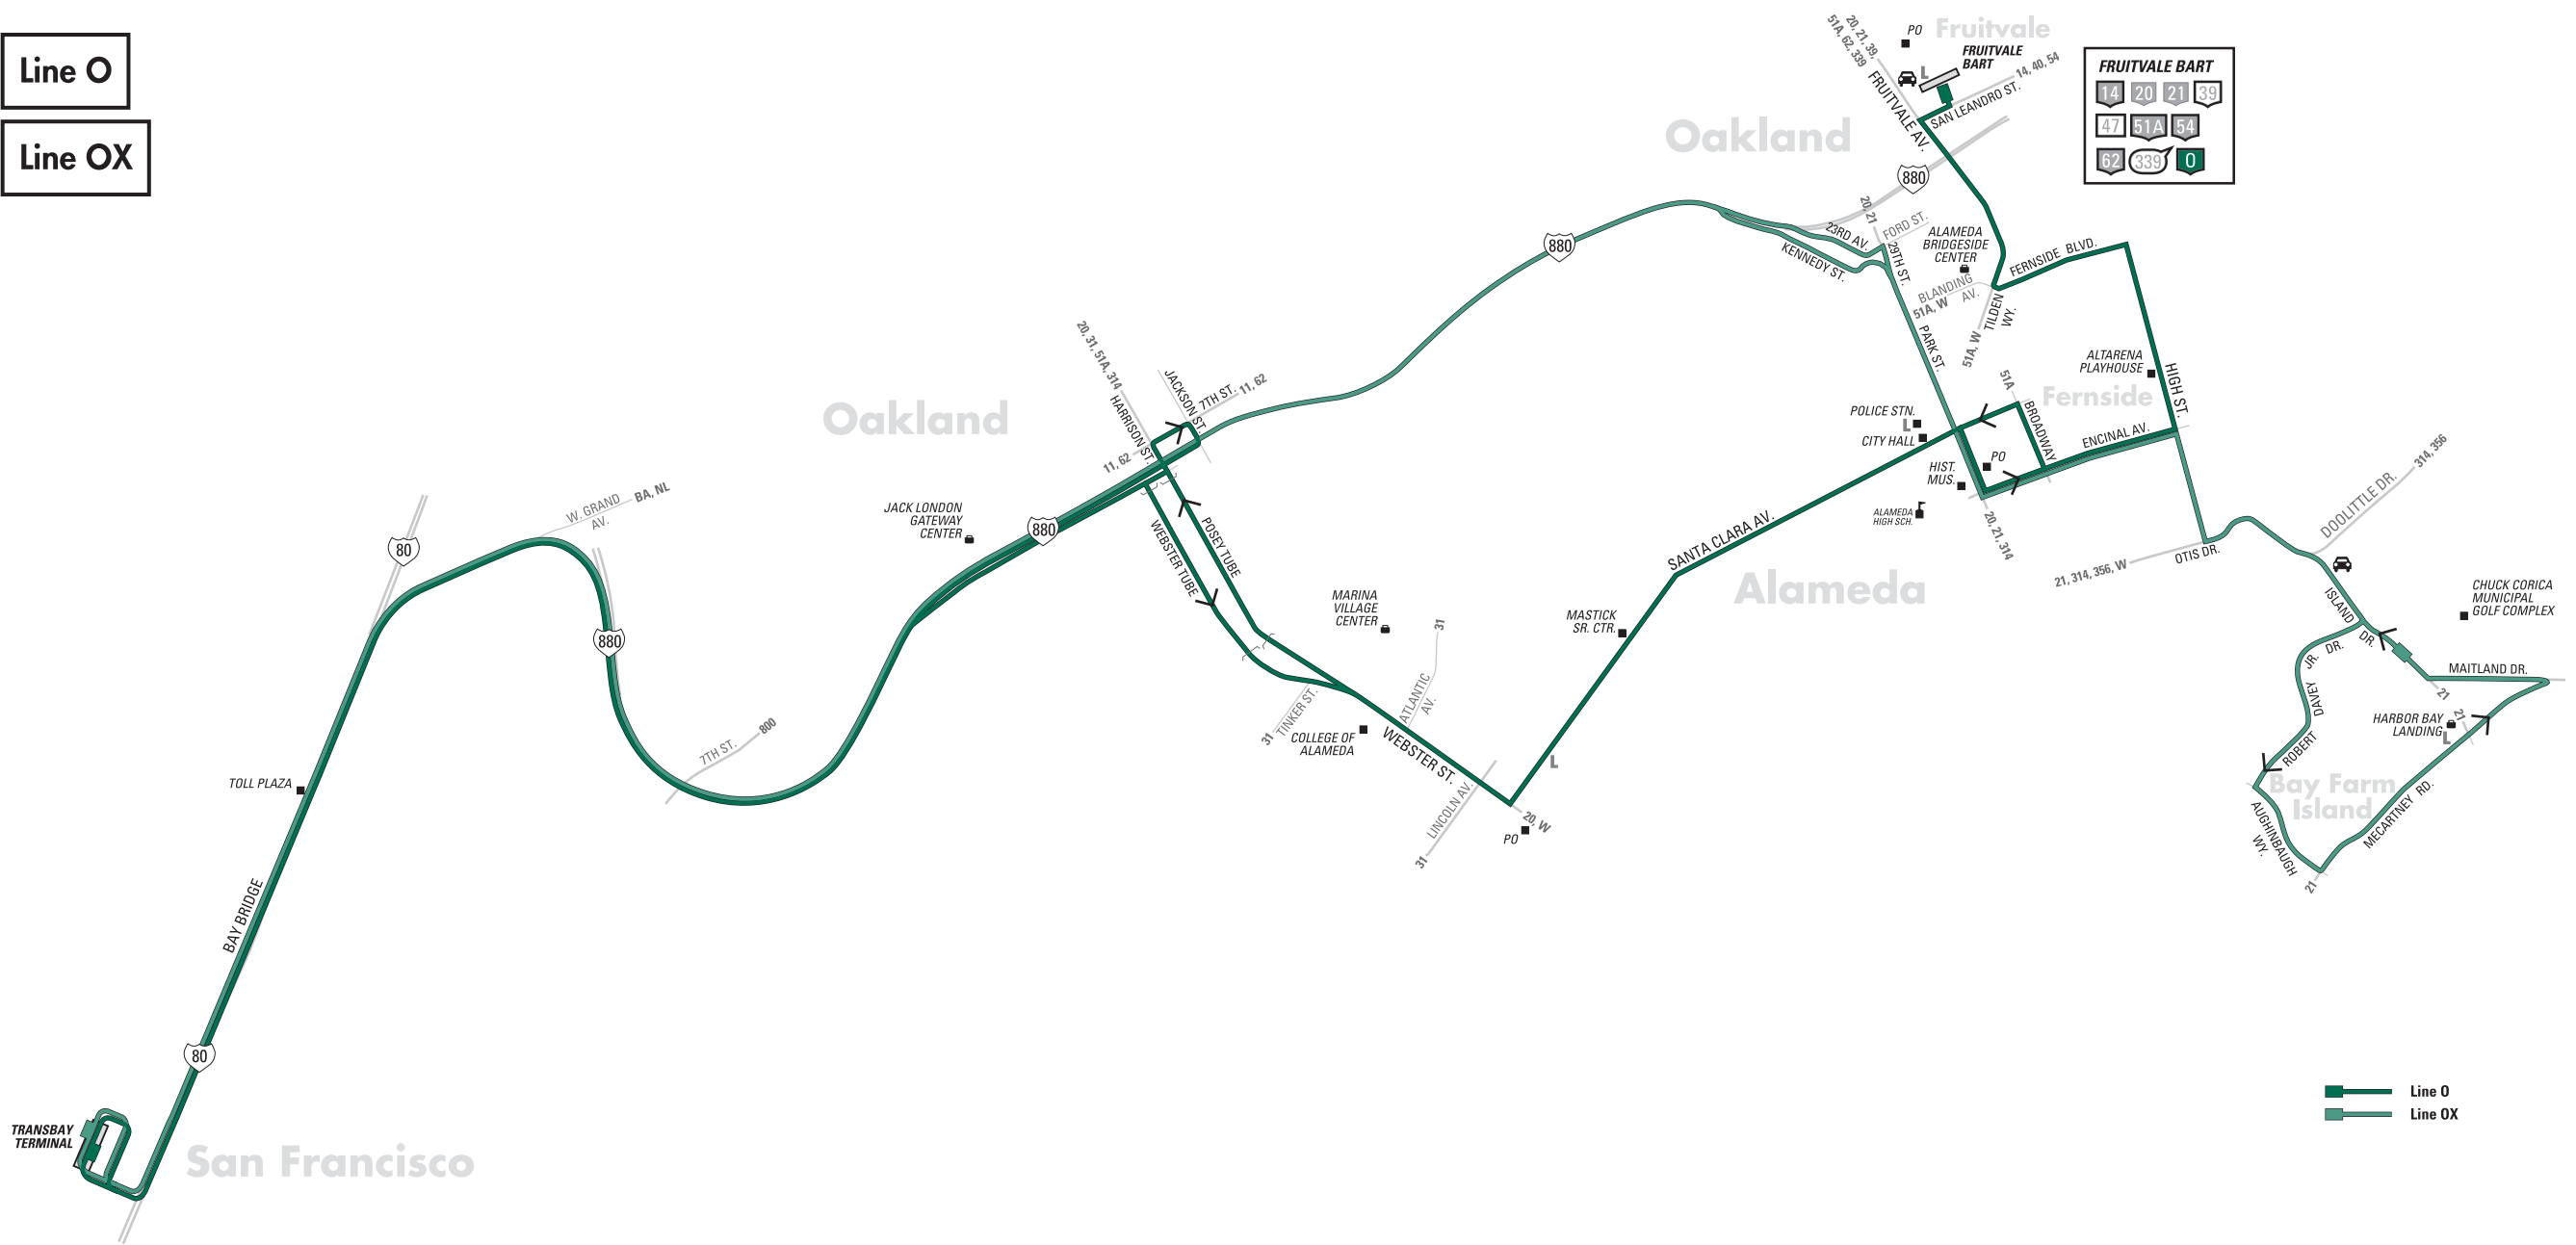 Line O
Line OX
20, 21, 39,
51A, 62, 339
PO
Fruitvale
FRUITVALE
BART
L
14, 40, 54
SAN LEANDRO ST.
FRUITVALE AV.
FRUITVALE BART
14
20
21
39
47
51A
54
62
339
O
Oakland
880
20, 21
FORD ST.
23RD AV.
KENNEDY ST.
29TH ST.
ALAMEDA
BRIDGESIDE
CENTER
BLANDING
AV.
51A, W
FERNSIDE BLVD.
TILDEN
WY.
51A, W
880
PARK ST.
ALTARENA
PLAYHOUSE
HIGH ST.
Fernside
51A
BROADWAY
ENCINAL AV.
POLICE STN.
L
CITY HALL
PO
HIST.
MUS.
ALAMEDA
HIGH SCH.
20, 21, 314
20, 31, 51A, 314
HARRISON ST.
JACKSON ST.
7TH ST.
11, 62
11, 62
Oakland
JACK LONDON
GATEWAY
CENTER
880
WEBSTER TUBE
POSEY TUBE
W. GRAND
AV.
BA, NL
80
880
7TH ST.
800
SANTA CLARA AV.
Alameda
MARINA
VILLAGE
CENTER
31
ATLANTIC
AV.
MASTICK
SR. CTR.
TINKER ST.
31
COLLEGE OF
ALAMEDA
WEBSTER ST.
L
LINCOLN AV.
31
20, W
PO
DOOLITTLE DR.
314, 356
OTIS DR.
21, 314, 356, W
ISLAND
DR.
CHUCK CORICA
MUNICIPAL
GOLF COMPLEX
MAITLAND DR.
21
JR. DR.
DAVEY
ROBERT
HARBOR BAY
LANDING
L
21
Bay Farm
Island
AUGHINBAUGH
WY.
MECARTNEY RD.
21
TOLL PLAZA
BAY BRIDGE
80
TRANSBAY
TERMINAL
San Francisco
Line O
Line OX